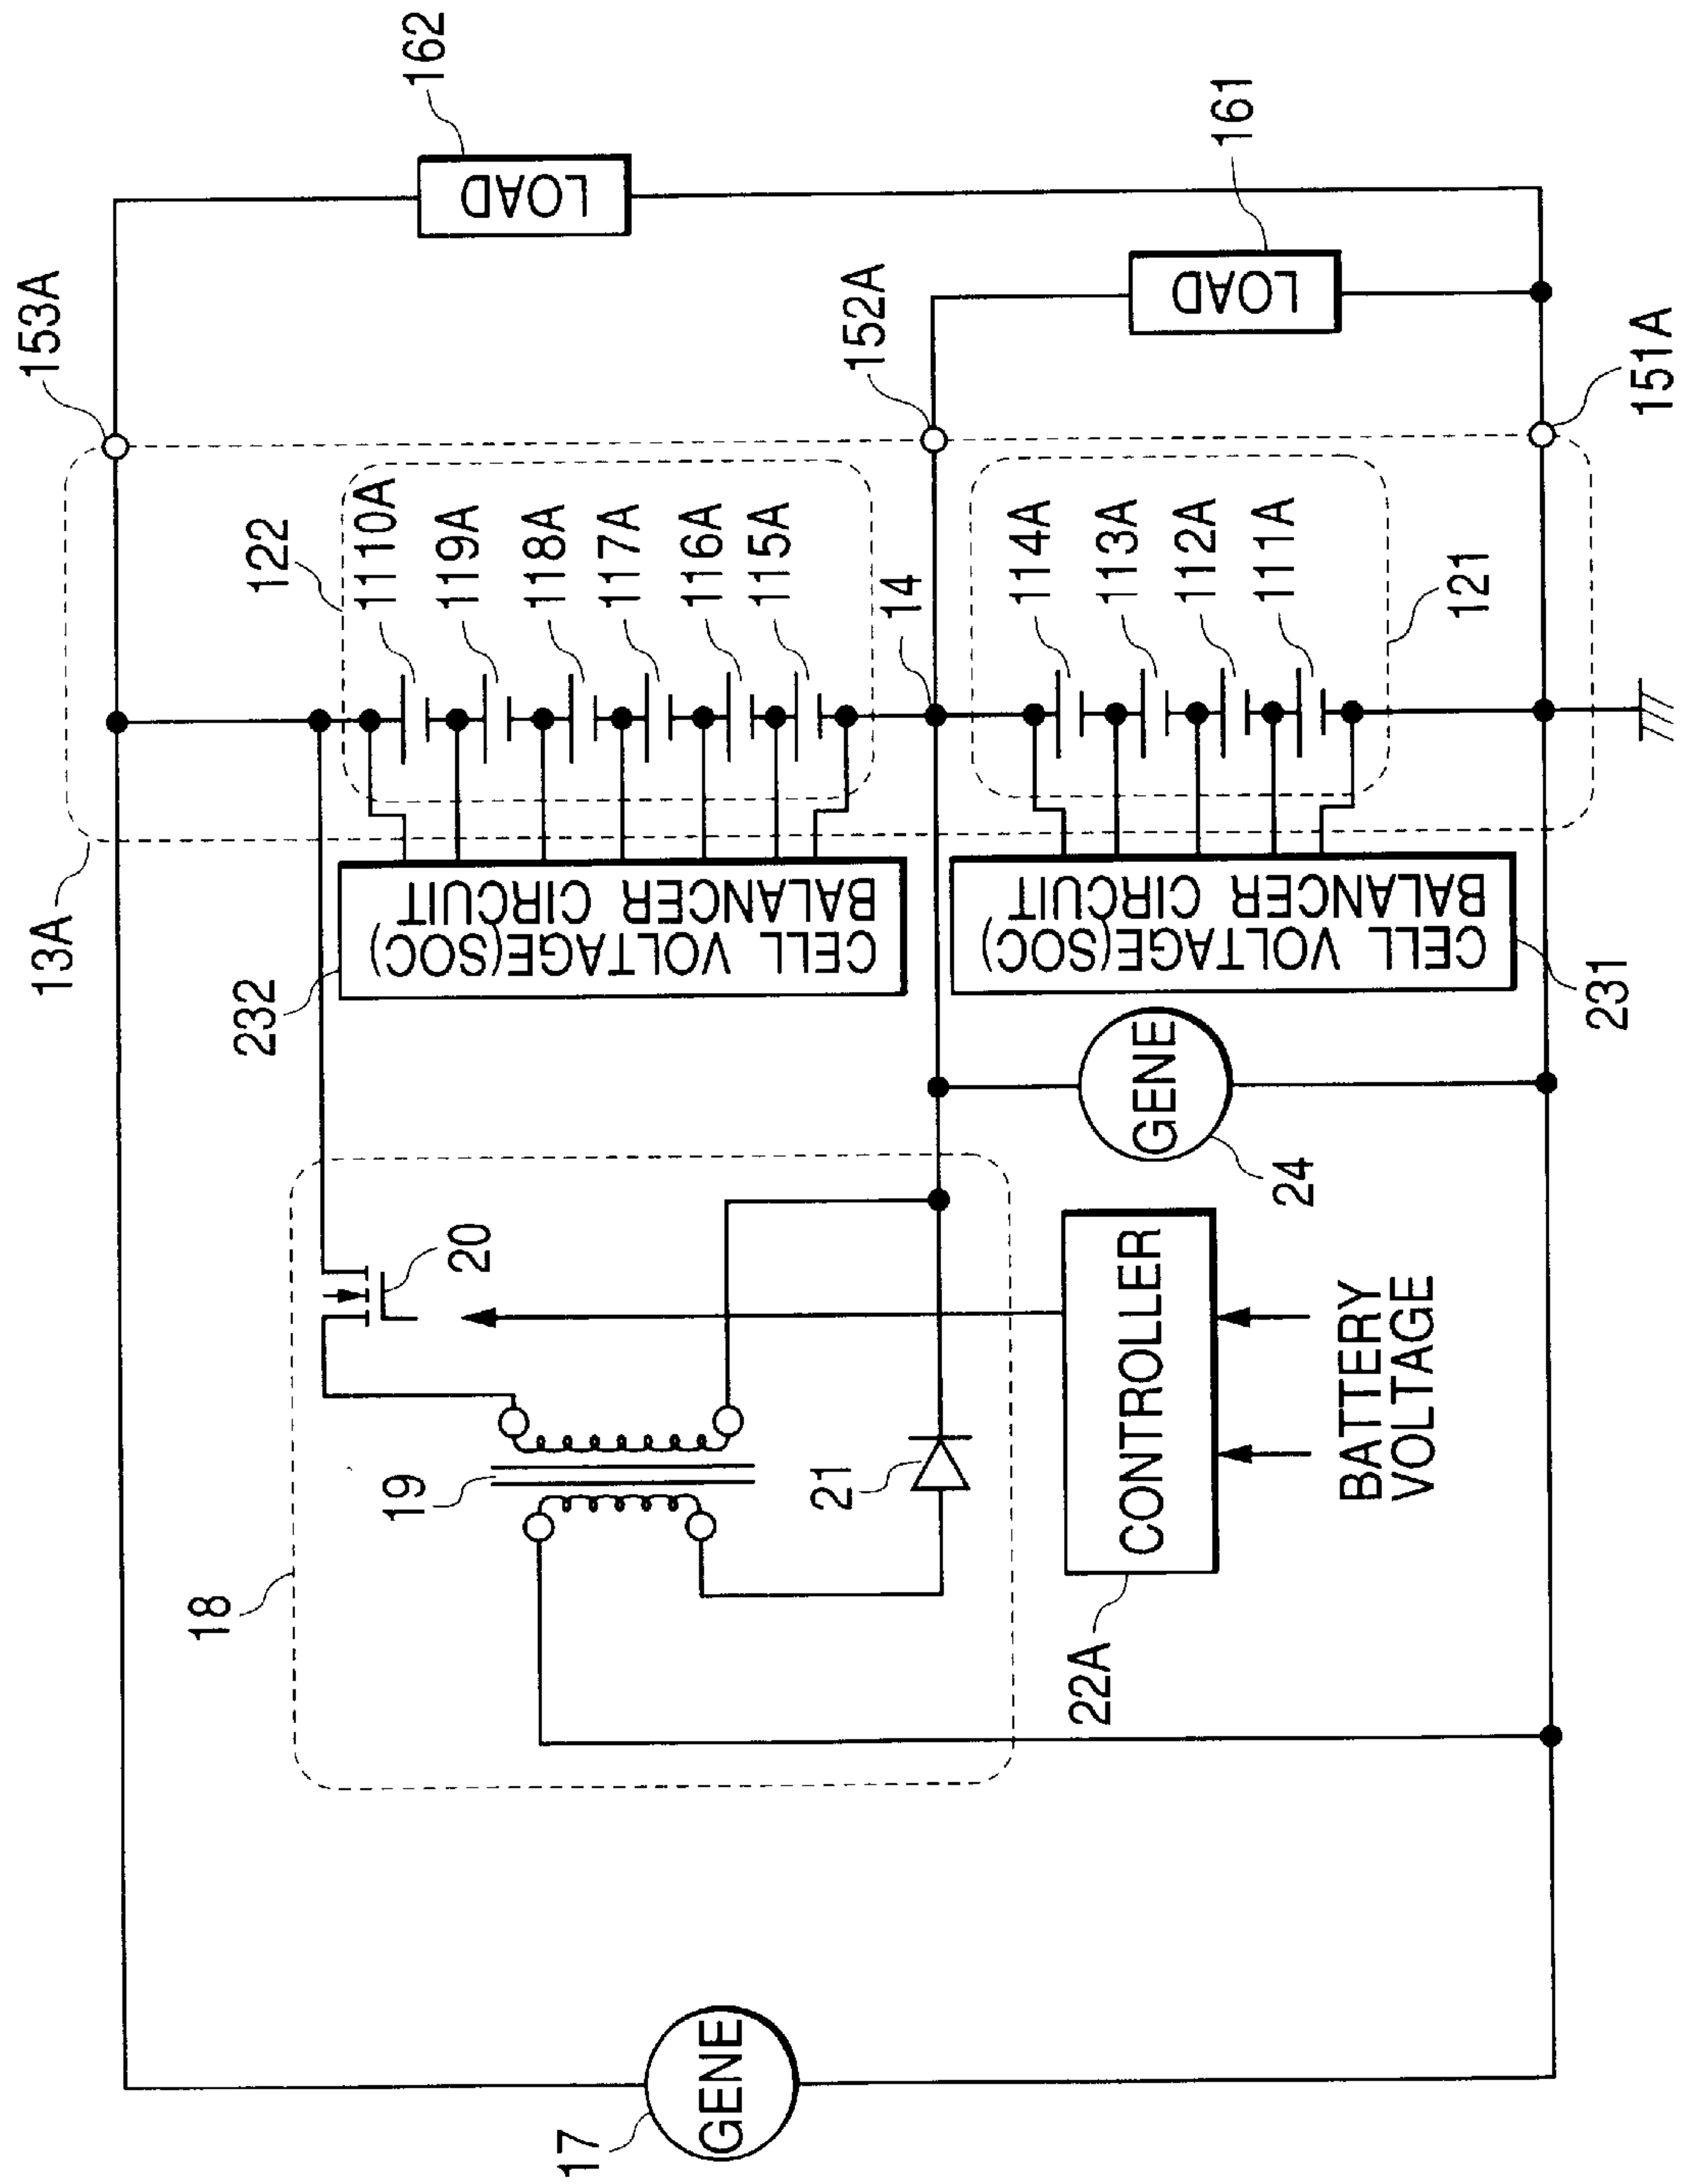 162
LOAD
161
LOAD
153A
152A
151A
122
1110A
119A
118A
117A
116A
115A
14
114A
113A
112A
111A
121
13A
232
CELL VOLTAGE(SOC)
BALANCER CIRCUIT
CELL VOLTAGE(SOC)
BALANCER CIRCUIT
231
GENE
24
20
19
21
18
CONTROLLER
22A
BATTERY
VOLTAGE
GENE
17